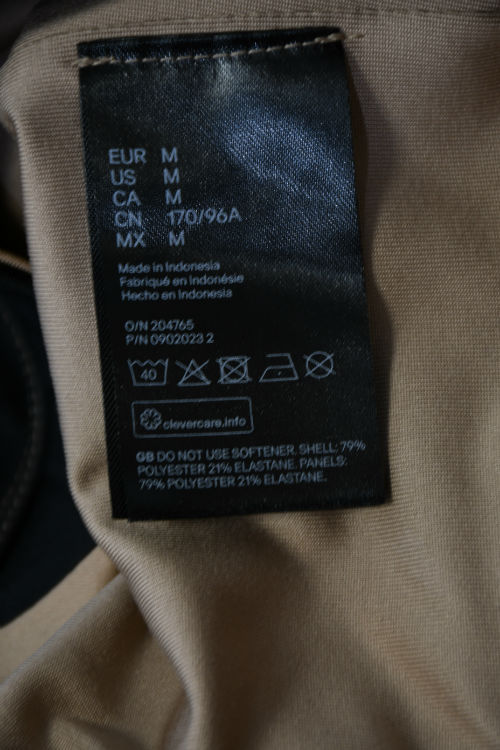 EUR M
US M
CA M
CN 170/96A
MX M
Made in Indonesia
Fabriqué en Indonésie
Hecho en Indonesia
O/N 204765
P/N 0902023 2
40
clevercare.info
GB DO NOT USE SOFTENER. SHELL: 79%
POLYESTER 21% ELASTANE. PANELS:
79% POLYESTER 21% ELASTANE.